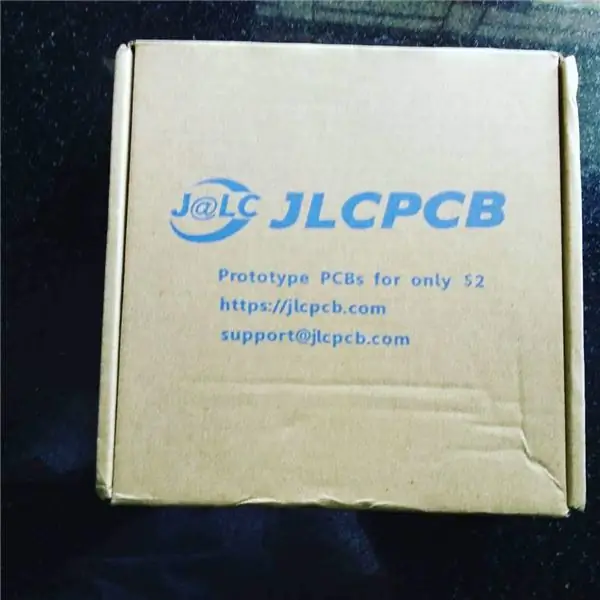 J@LC JLCPCB
Prototype PCBs for only $2
https://jlcpcb.com
support@jlcpcb.com